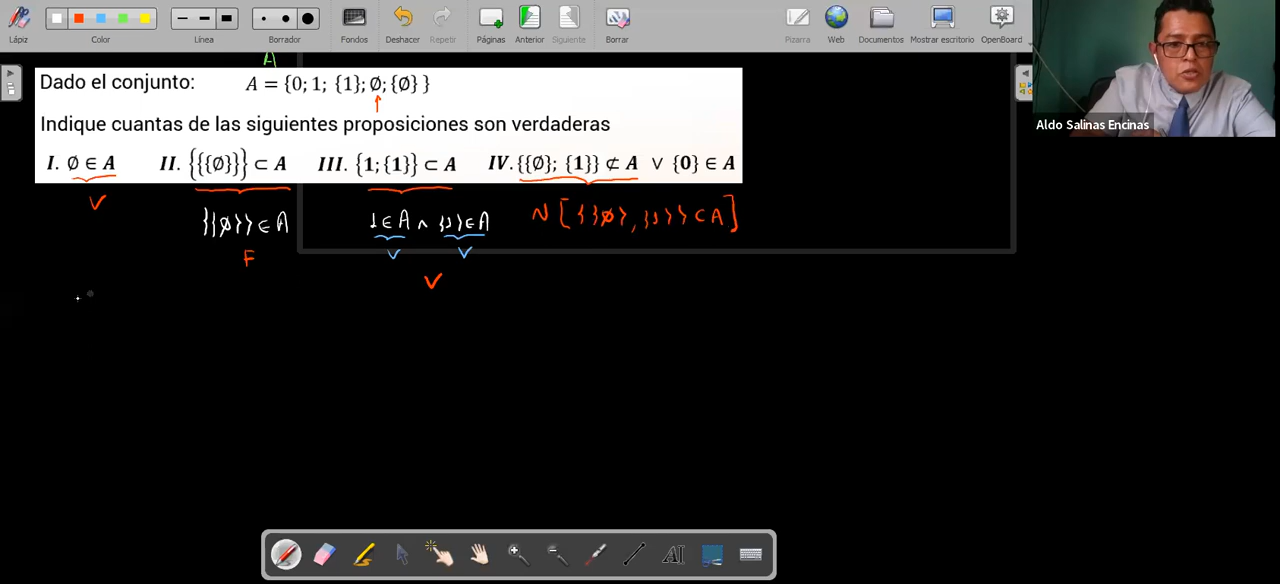 Lápiz Color Línea Borrador Fondos Deshacer Repetir Páginas Anterior Siguiente Borrar Pizarra Web Documentos Mostrar escritorio OpenBoard
A
Dado el conjunto: A = {0; 1; {1}; ∅; {∅} }
Indique cuantas de las siguientes proposiciones son verdaderas
I. ∅ ∈ A II. {{{∅}}} ⊂ A III. {1; {1}} ⊂ A IV. {{∅}; {1}} ⊄ A ∨ {0} ∈ A
V {{∅}} ∈ A 1 ∈ A ∧ {1} ∈ A ~ [ { {∅}, {1}} ⊂ A ]
F V V
V
Aldo Salinas Encinas
AI